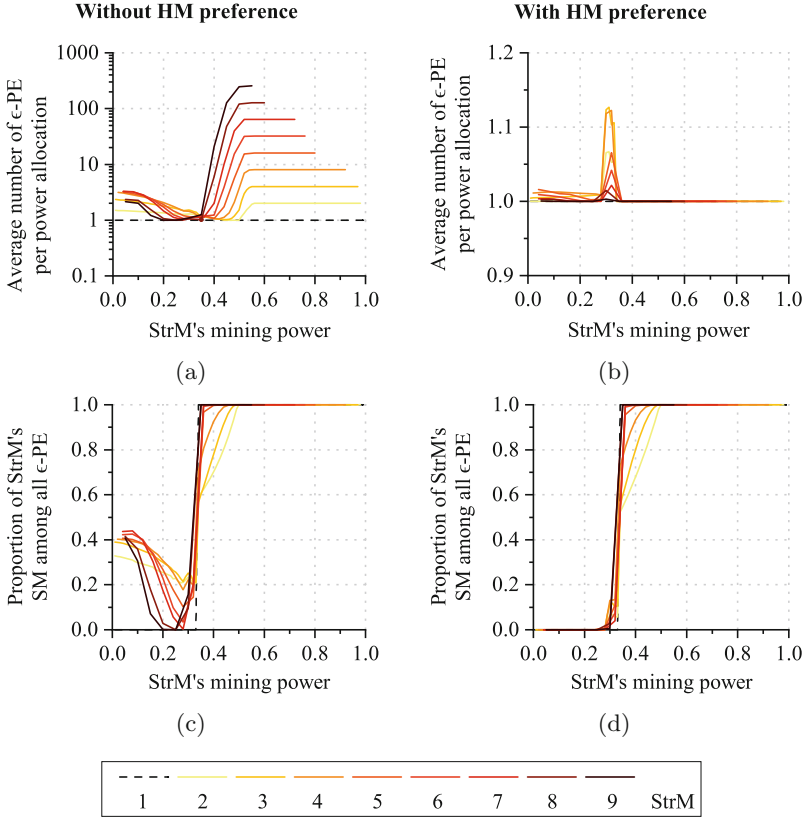 Without HM preference
With HM preference
Average number of ϵ-PE
per power allocation
1000
100
10
1
0.1
0.0 0.2 0.4 0.6 0.8 1.0
StrM's mining power
(a)
Average number of ϵ-PE
per power allocation
1.2
1.1
1.0
0.9
0.0 0.2 0.4 0.6 0.8 1.0
StrM's mining power
(b)
Proportion of StrM's
SM among all ϵ-PE
1.0
0.8
0.6
0.4
0.2
0.0
0.0 0.2 0.4 0.6 0.8 1.0
StrM's mining power
(c)
Proportion of StrM's
SM among all ϵ-PE
1.0
0.8
0.6
0.4
0.2
0.0
0.0 0.2 0.4 0.6 0.8 1.0
StrM's mining power
(d)
1 2 3 4 5 6 7 8 9 StrM